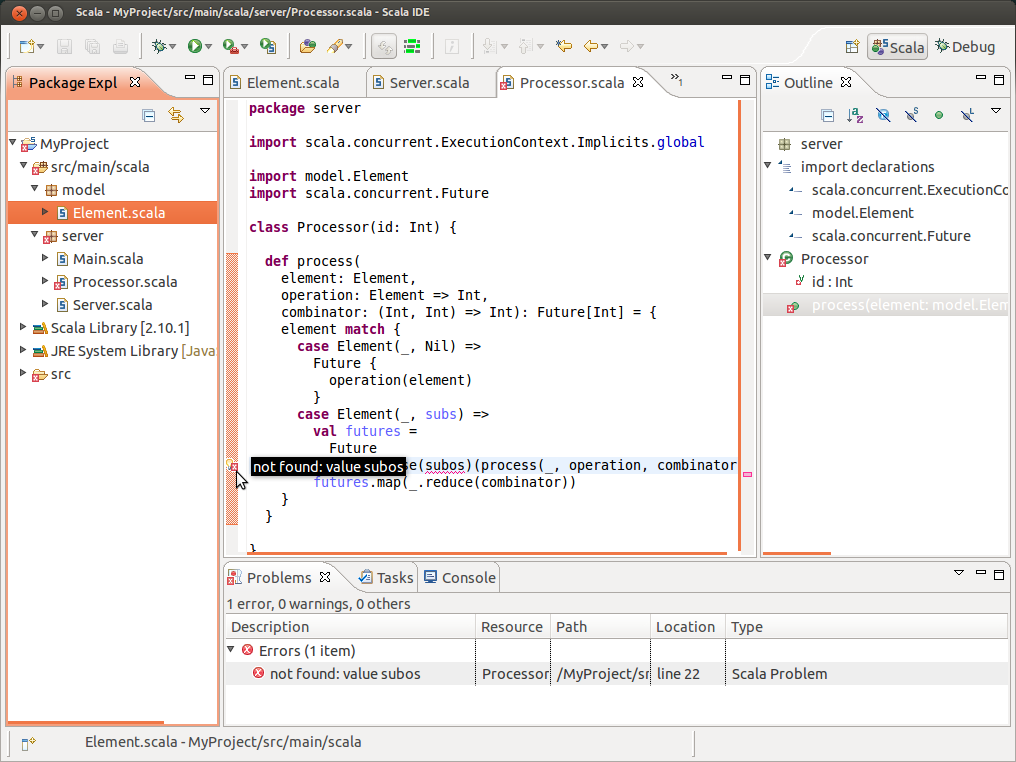 Scala - MyProject/src/main/scala/server/Processor.scala - Scala IDE
Scala
Debug
Package Expl
MyProject
src/main/scala
model
Element.scala
server
Main.scala
Processor.scala
Server.scala
Scala Library [2.10.1]
JRE System Library [Java
src
Element.scala
Server.scala
Processor.scala
»1
package server
import scala.concurrent.ExecutionContext.Implicits.global
import model.Element
import scala.concurrent.Future
class Processor(id: Int) {
def process(
element: Element,
operation: Element => Int,
combinator: (Int, Int) => Int): Future[Int] = {
element match {
case Element(_, Nil) =>
Future {
operation(element)
}
case Element(_, subs) =>
val futures =
Future
not found: value subos
se(subos)(process(_, operation, combinator
futures.map(_.reduce(combinator))
}
}
}
Outline
server
import declarations
scala.concurrent.ExecutionCo
model.Element
scala.concurrent.Future
Processor
id : Int
process(element: model.Elem
Problems
Tasks
Console
1 error, 0 warnings, 0 others
Description Resource Path Location Type
Errors (1 item)
not found: value subos Processor /MyProject/sr line 22 Scala Problem
Element.scala - MyProject/src/main/scala